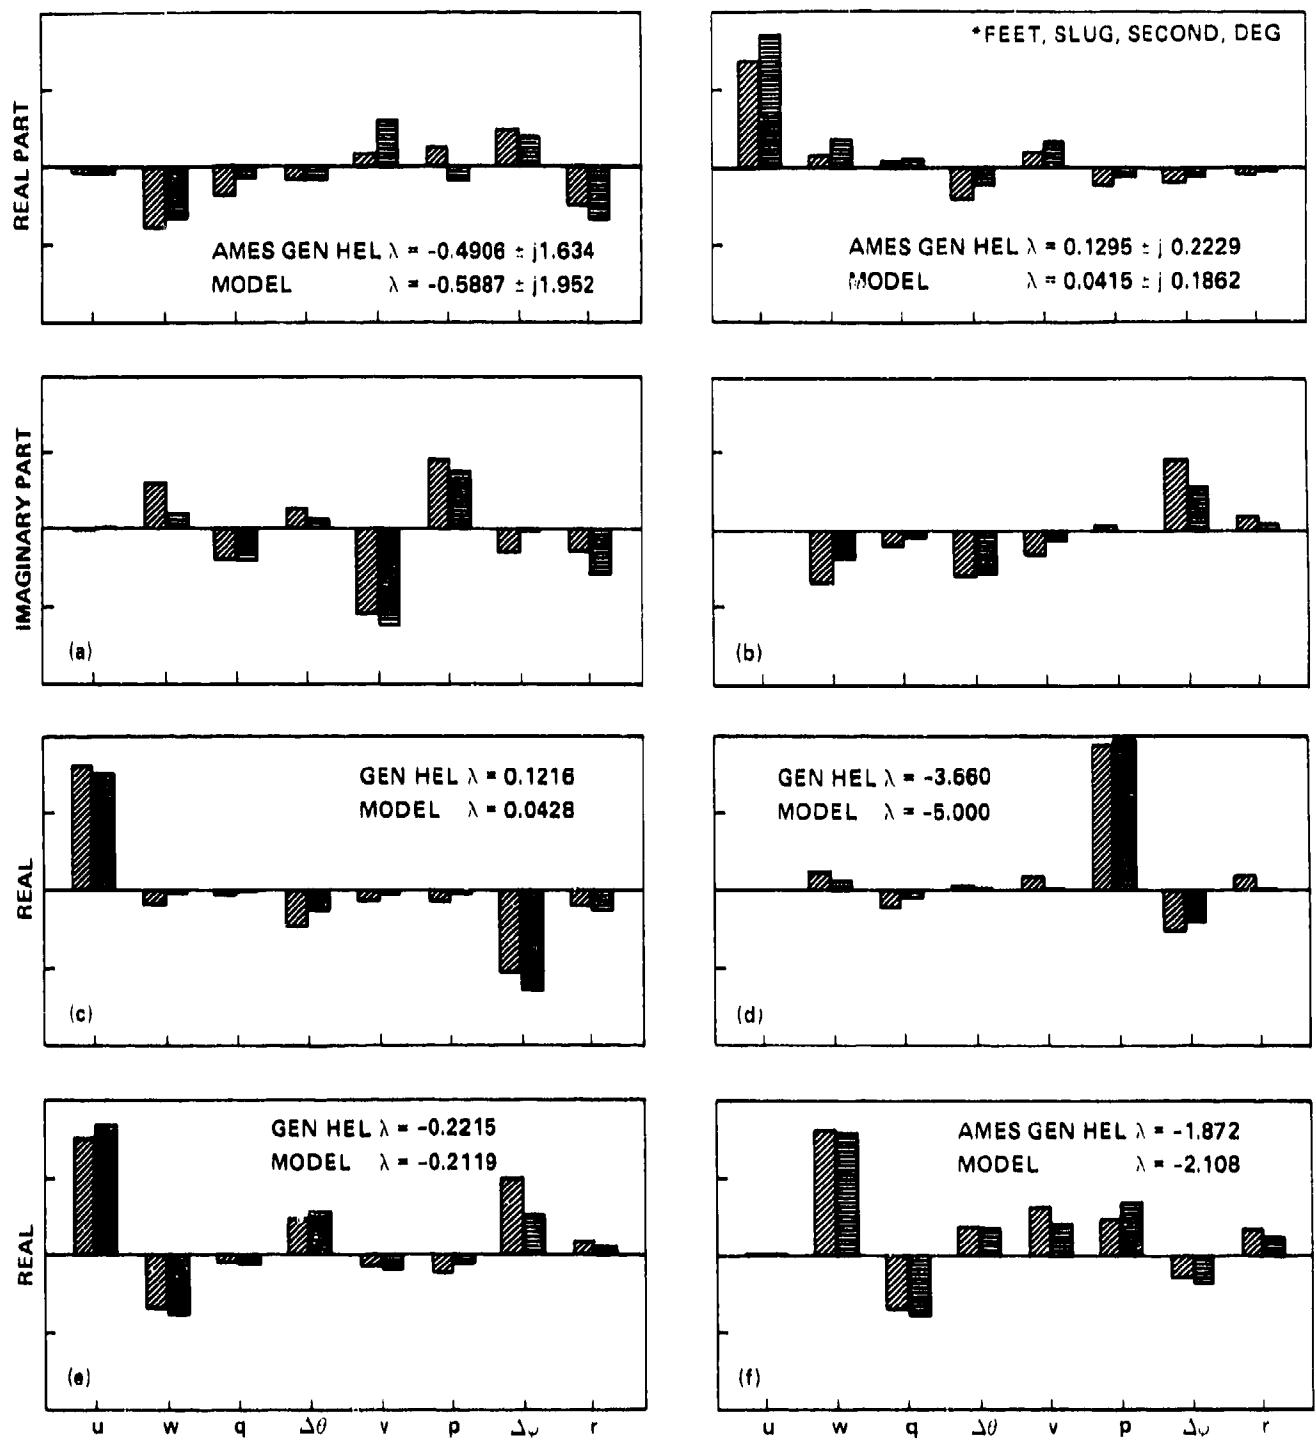 *FEET, SLUG, SECOND, DEG
REAL PART
AMES GEN HEL λ = -0.4906 ± j1.634
MODEL λ = -0.5887 ± j1.952
AMES GEN HEL λ = 0.1295 ± j 0.2229
MODEL λ = 0.0415 ± j 0.1862
IMAGINARY PART
(a)
(b)
REAL
GEN HEL λ = 0.1216
MODEL λ = 0.0428
(c)
GEN HEL λ = -3.660
MODEL λ = -5.000
(d)
REAL
GEN HEL λ = -0.2215
MODEL λ = -0.2119
(e)
AMES GEN HEL λ = -1.872
MODEL λ = -2.108
(f)
u w q Δθ v p Δψ r
u w q Δθ v p Δψ r